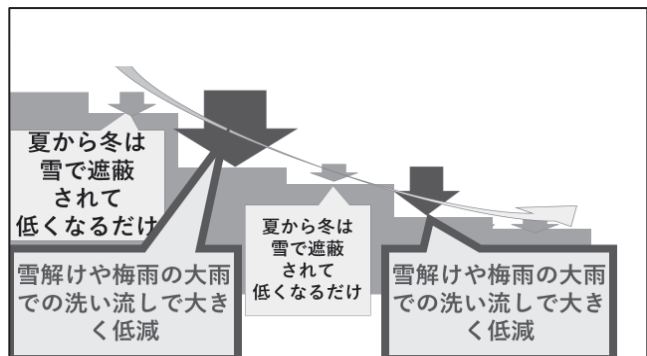 夏から冬は
雪で遮蔽
されて
低くなるだけ
雪解けや梅雨の大雨
での洗い流しで大き
く低減
夏から冬は
雪で遮蔽
されて
低くなるだけ
雪解けや梅雨の大雨
での洗い流しで大き
く低減